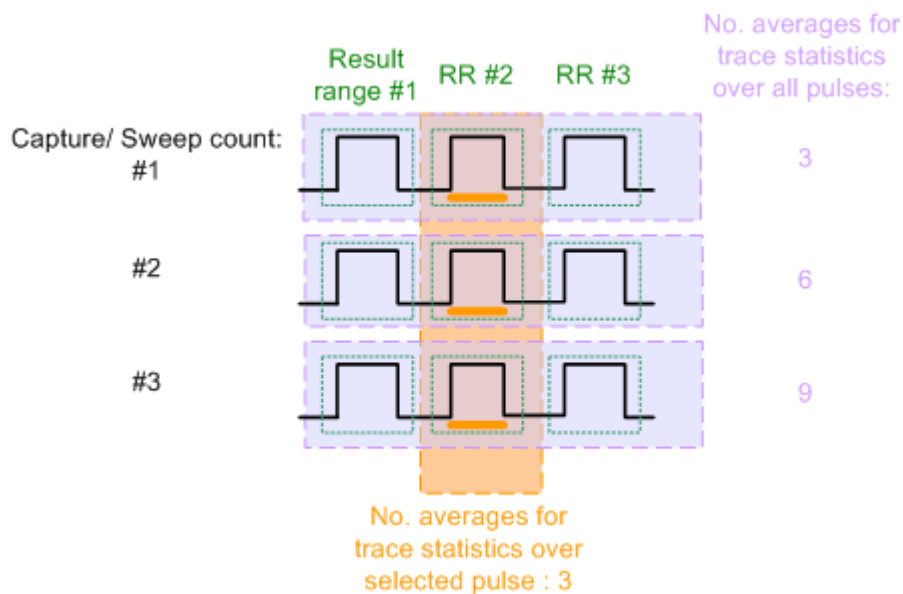 No. averages for
trace statistics
over all pulses:
Result
range #1
RR #2
RR #3
Capture/ Sweep count:
#1
3
#2
6
#3
9
No. averages for
trace statistics over
selected pulse : 3